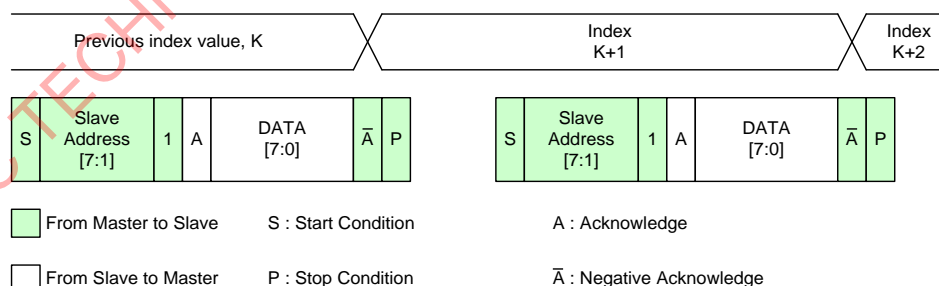 Previous index value, K
Index
K+1
Index
K+2
S
Slave
Address
[7:1]
1
A
DATA
[7:0]
A̅
P
S
Slave
Address
[7:1]
1
A
DATA
[7:0]
A̅
P
From Master to Slave
S : Start Condition
A : Acknowledge
From Slave to Master
P : Stop Condition
A̅ : Negative Acknowledge